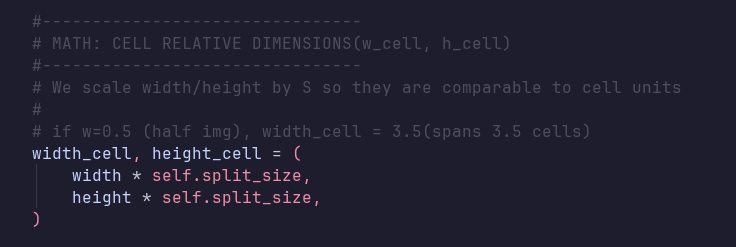 #--------------------------------
# MATH: CELL RELATIVE DIMENSIONS(w_cell, h_cell)
#--------------------------------
# We scale width/height by S so they are comparable to cell units
#
# if w=0.5 (half img), width_cell = 3.5(spans 3.5 cells)
width_cell, height_cell = (
    width * self.split_size,
    height * self.split_size,
)